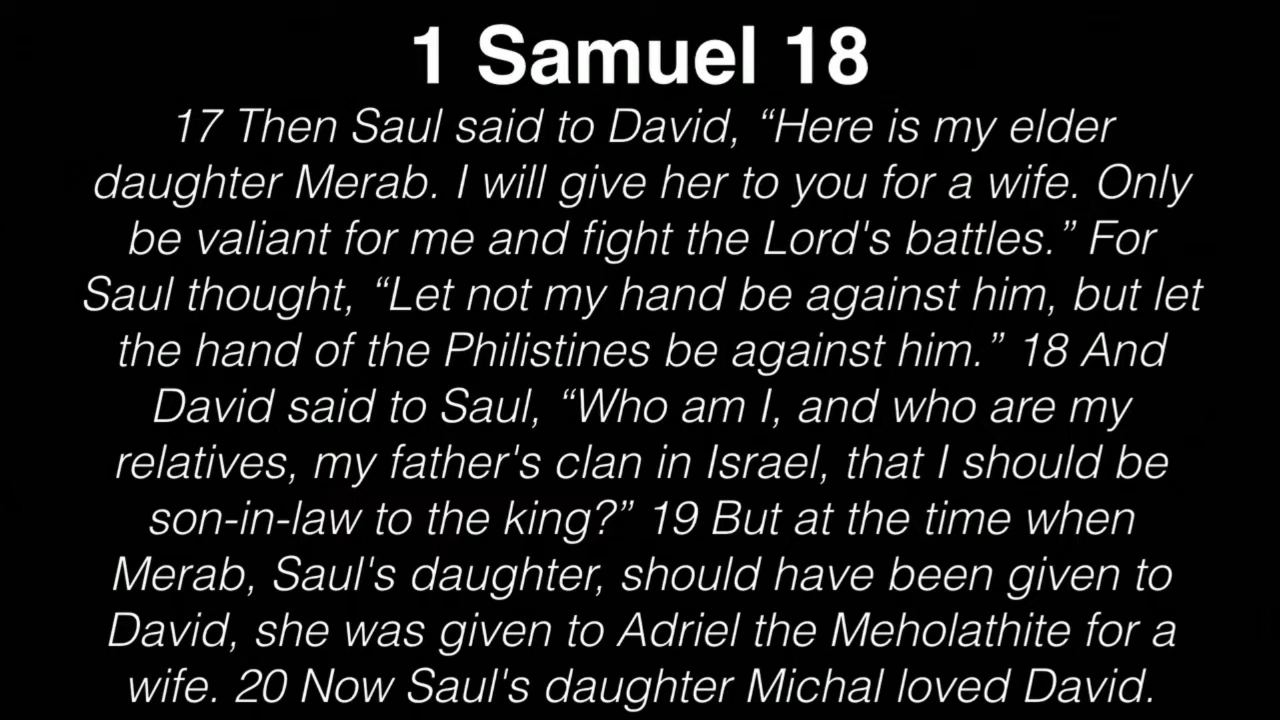 1 Samuel 18
17 Then Saul said to David, “Here is my elder
daughter Merab. I will give her to you for a wife. Only
be valiant for me and fight the Lord's battles.” For
Saul thought, “Let not my hand be against him, but let
the hand of the Philistines be against him.” 18 And
David said to Saul, “Who am I, and who are my
relatives, my father's clan in Israel, that I should be
son-in-law to the king?” 19 But at the time when
Merab, Saul's daughter, should have been given to
David, she was given to Adriel the Meholathite for a
wife. 20 Now Saul's daughter Michal loved David.